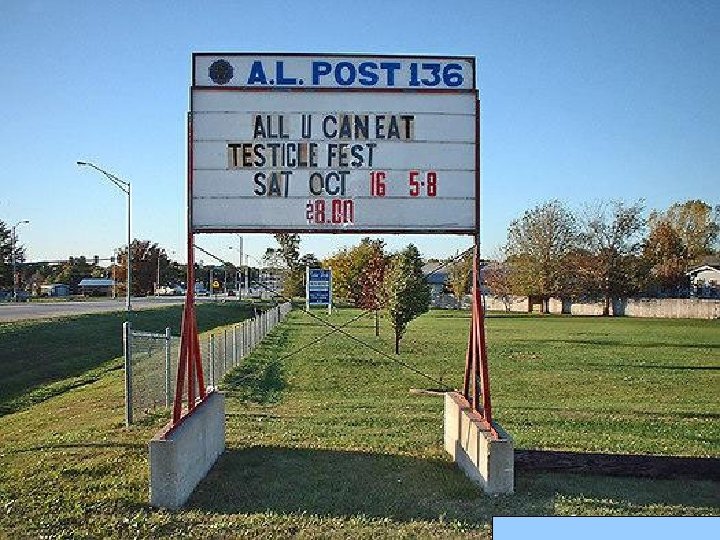 A.L. POST 136
ALL U CAN EAT
TESTICLE FEST
SAT OCT 16 5-8
$8.00